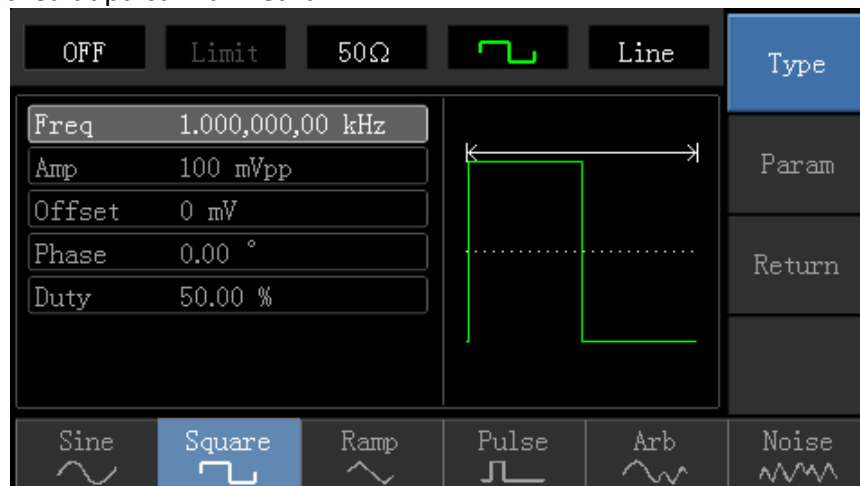 OFF Limit 50Ω Line Type
Freq 1.000,000,00 kHz
Amp 100 mVpp
Param
Offset 0 mV
Phase 0.00 °
Return
Duty 50.00 %
Sine Square Ramp Pulse Arb Noise